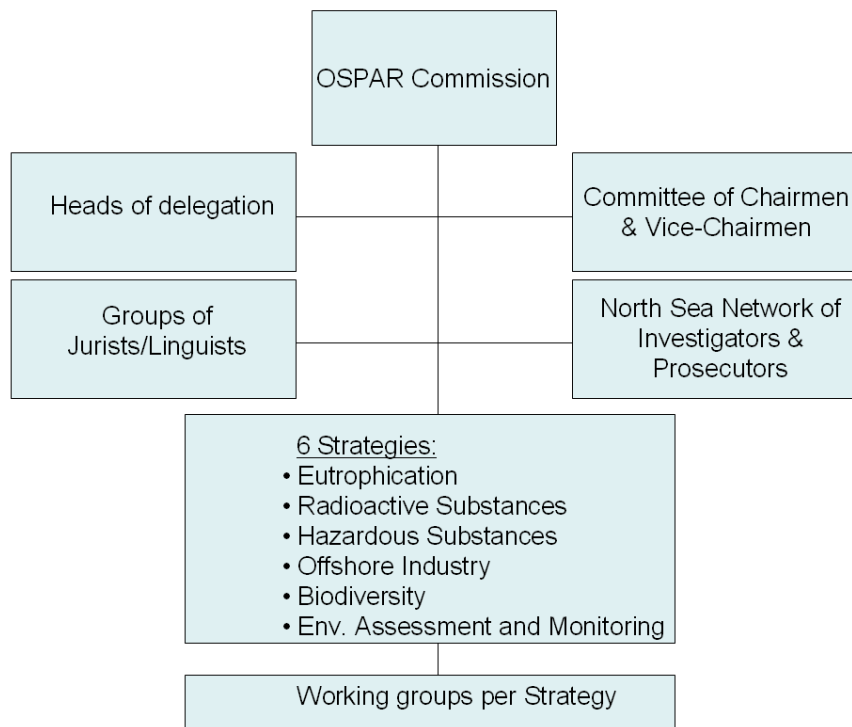 OSPAR Commission
Heads of delegation
Committee of Chairmen
& Vice-Chairmen
Groups of
Jurists/Linguists
North Sea Network of
Investigators &
Prosecutors
6 Strategies:
• Eutrophication
• Radioactive Substances
• Hazardous Substances
• Offshore Industry
• Biodiversity
• Env. Assessment and Monitoring
Working groups per Strategy